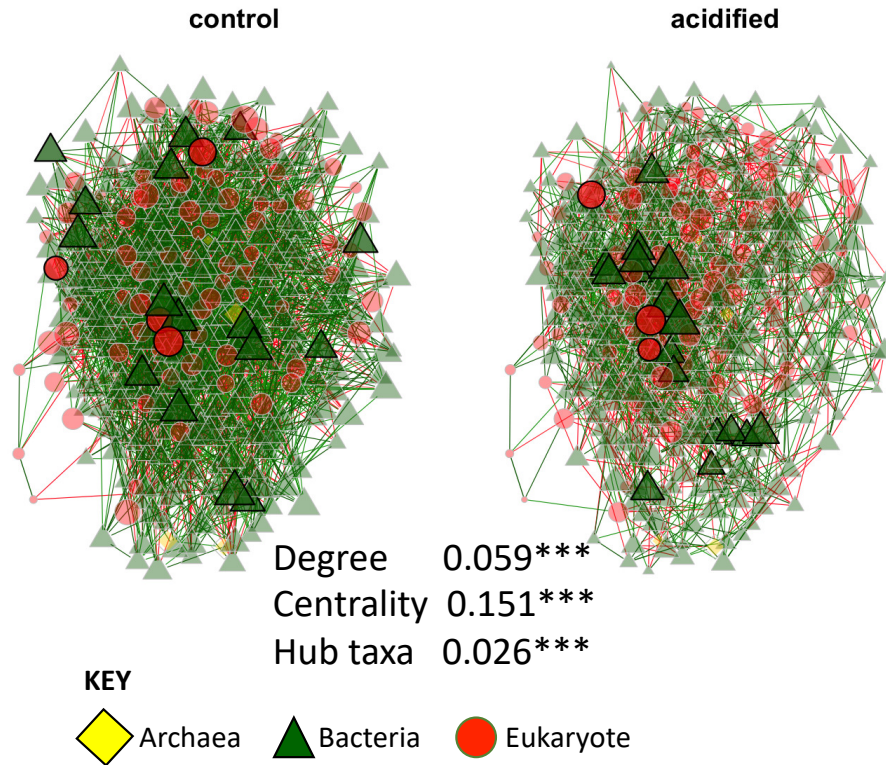 control acidified
Degree 0.059***
Centrality 0.151***
Hub taxa 0.026***
KEY
Archaea Bacteria Eukaryote